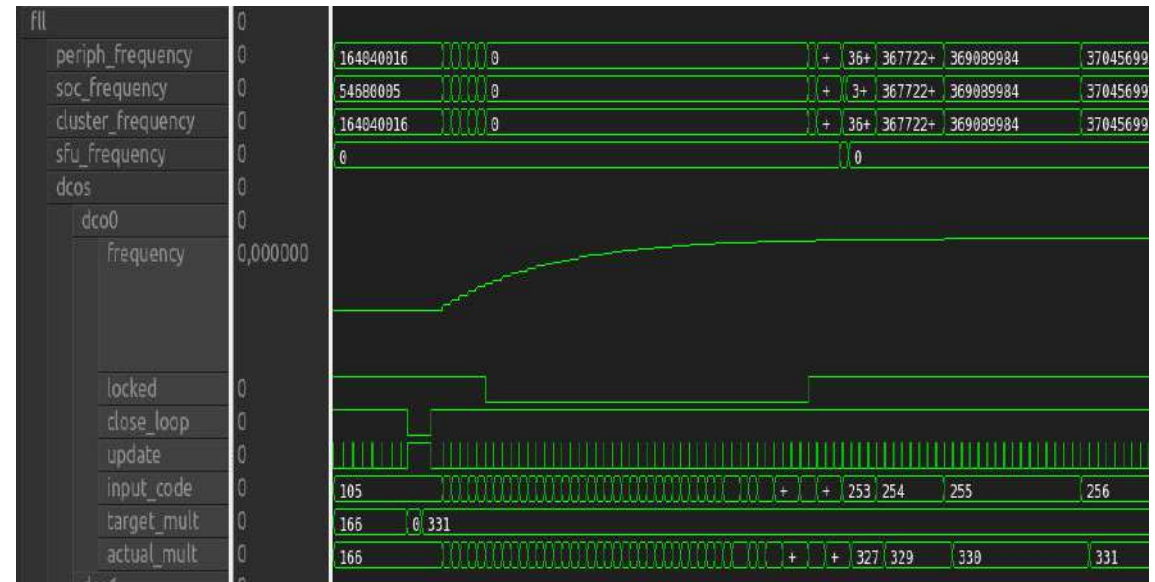 fll 0
periph_frequency 0 164040016 0 + 36+ 367722+ 369089984 37045699
soc_frequency 0 54680005 0 + 3+ 367722+ 369089984 37045699
cluster_frequency 0 164040016 0 + 36+ 367722+ 369089984 37045699
sfu_frequency 0 0 0
dcos 0
dco0 0
frequency 0,000000
locked 0
close_loop 0
update 0
input_code 0 105 + + 253 254 255 256
target_mult 0 166 0 331
actual_mult 0 166 + + 327 329 330 331